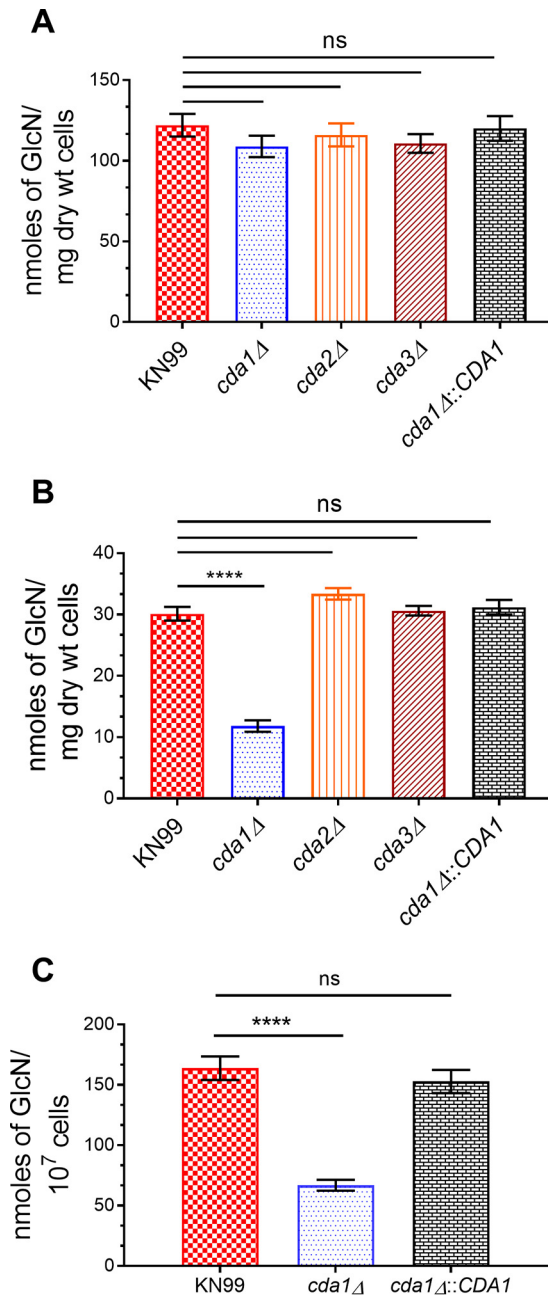 A
ns
nmoles of GlcN/
mg dry wt cells
150
100
50
0
KN99
cda1Δ
cda2Δ
cda3Δ
cda1Δ::CDA1
B
ns
****
nmoles of GlcN/
mg dry wt cells
40
30
20
10
0
KN99
cda1Δ
cda2Δ
cda3Δ
cda1Δ::CDA1
C
ns
****
nmoles of GlcN/
10⁷ cells
200
150
100
50
0
KN99
cda1Δ
cda1Δ::CDA1